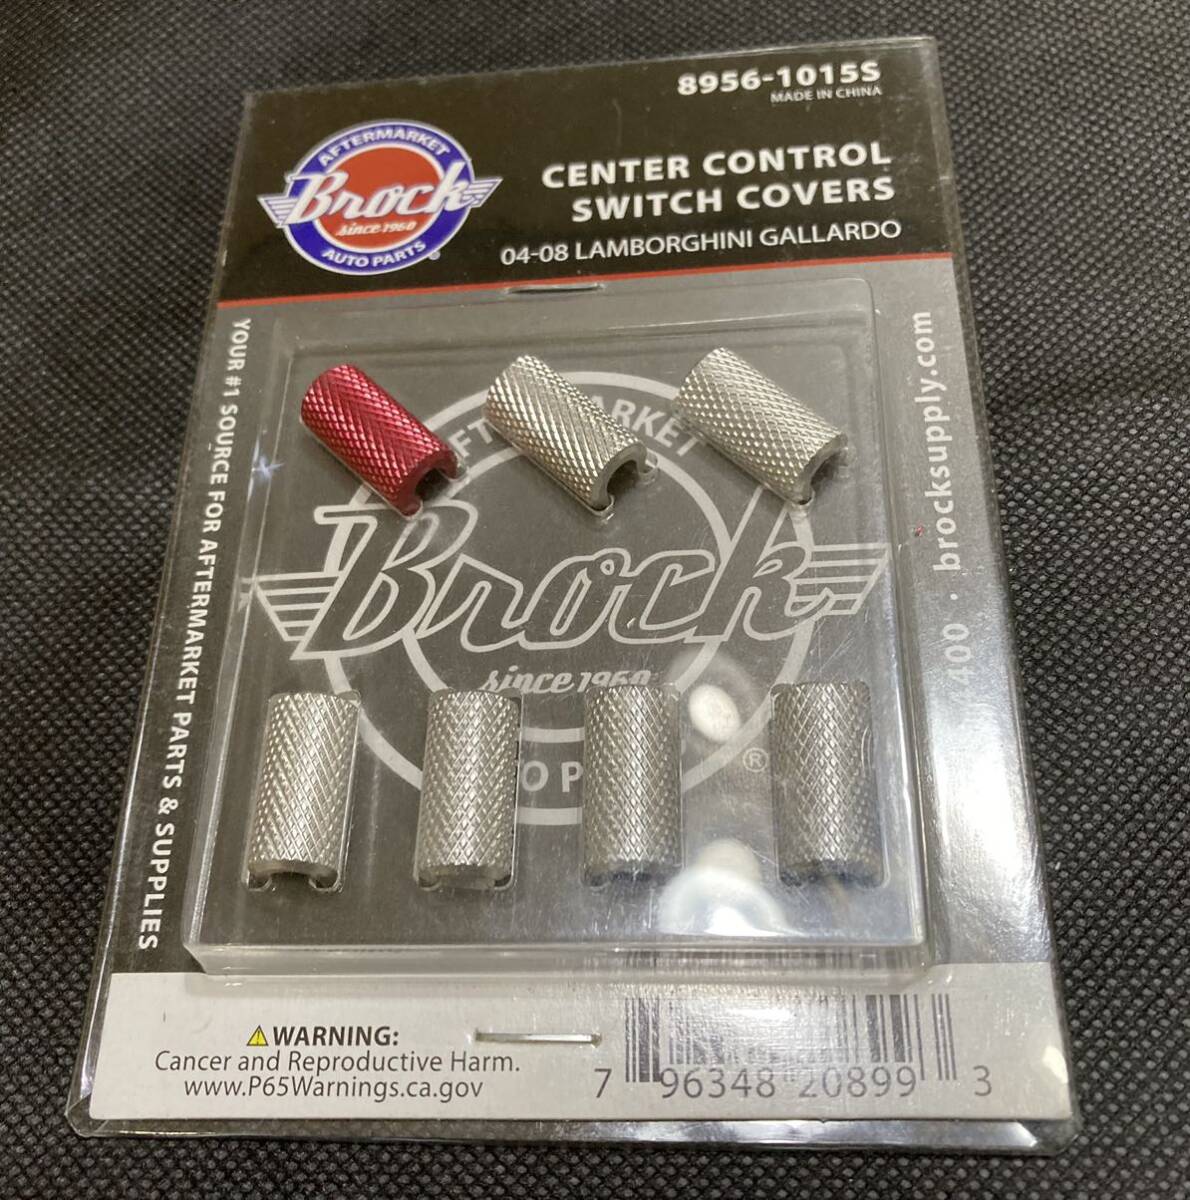 8956-1015S
MADE IN CHINA
AFTERMARKET
Brock
since 1960
AUTO PARTS
®
CENTER CONTROL
SWITCH COVERS
04-08 LAMBORGHINI GALLARDO
YOUR #1 SOURCE FOR AFTERMARKET PARTS & SUPPLIES
400 · brocksupply.com
Brock
since 1960
®
WARNING:
Cancer and Reproductive Harm.
www.P65Warnings.ca.gov
7 96348 20899 3